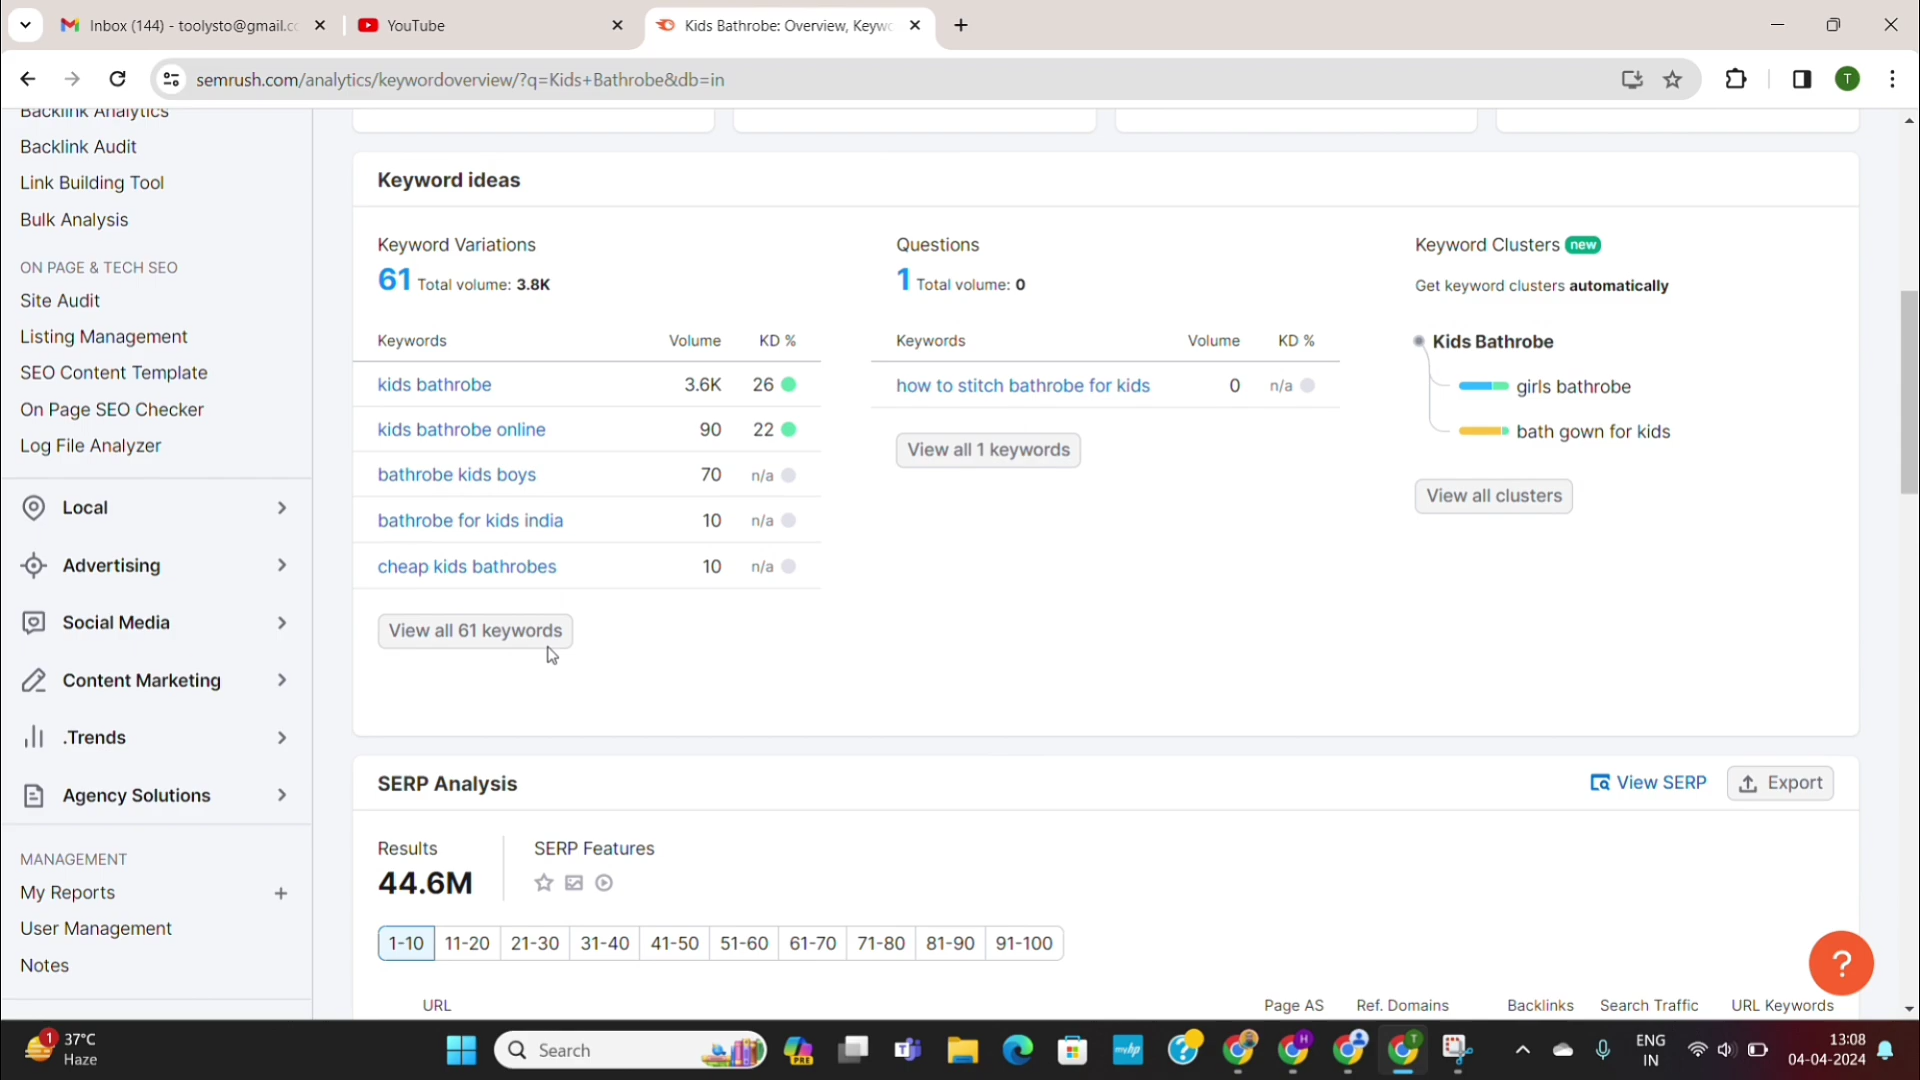 Inbox (144) - toolysto@gmail.c
YouTube
Kids Bathrobe: Overview, Keyw
semrush.com/analytics/keywordoverview/?q=Kids+Bathrobe&db=in
T
Backlink Analytics
Backlink Audit
Link Building Tool
Bulk Analysis
ON PAGE & TECH SEO
Site Audit
Listing Management
SEO Content Template
On Page SEO Checker
Log File Analyzer
Local
Advertising
Social Media
Content Marketing
.Trends
Agency Solutions
MANAGEMENT
My Reports +
User Management
Notes
Keyword ideas
Keyword Variations
61 Total volume: 3.8K
Keywords Volume KD %
kids bathrobe 3.6K 26
kids bathrobe online 90 22
bathrobe kids boys 70 n/a
bathrobe for kids india 10 n/a
cheap kids bathrobes 10 n/a
View all 61 keywords
Questions
1 Total volume: 0
Keywords Volume KD %
how to stitch bathrobe for kids 0 n/a
View all 1 keywords
Keyword Clusters new
Get keyword clusters automatically
Kids Bathrobe
girls bathrobe
bath gown for kids
View all clusters
SERP Analysis
View SERP
Export
Results
44.6M
SERP Features
1-10 11-20 21-30 31-40 41-50 51-60 61-70 71-80 81-90 91-100
URL Page AS Ref. Domains Backlinks Search Traffic URL Keywords
?
1
37°C
Haze
Search
PRE
myhp
H
T
ENG
IN
13:08
04-04-2024